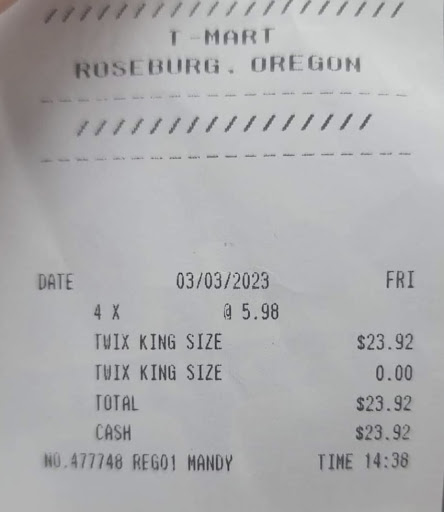 ////////////////////
T-MART
ROSEBURG. OREGON
--------------------
/////////////////
--------------------
DATE 03/03/2023 FRI
4 X @ 5.98
TWIX KING SIZE $23.92
TWIX KING SIZE 0.00
TOTAL $23.92
CASH $23.92
NO.477748 REG01 MANDY TIME 14:38